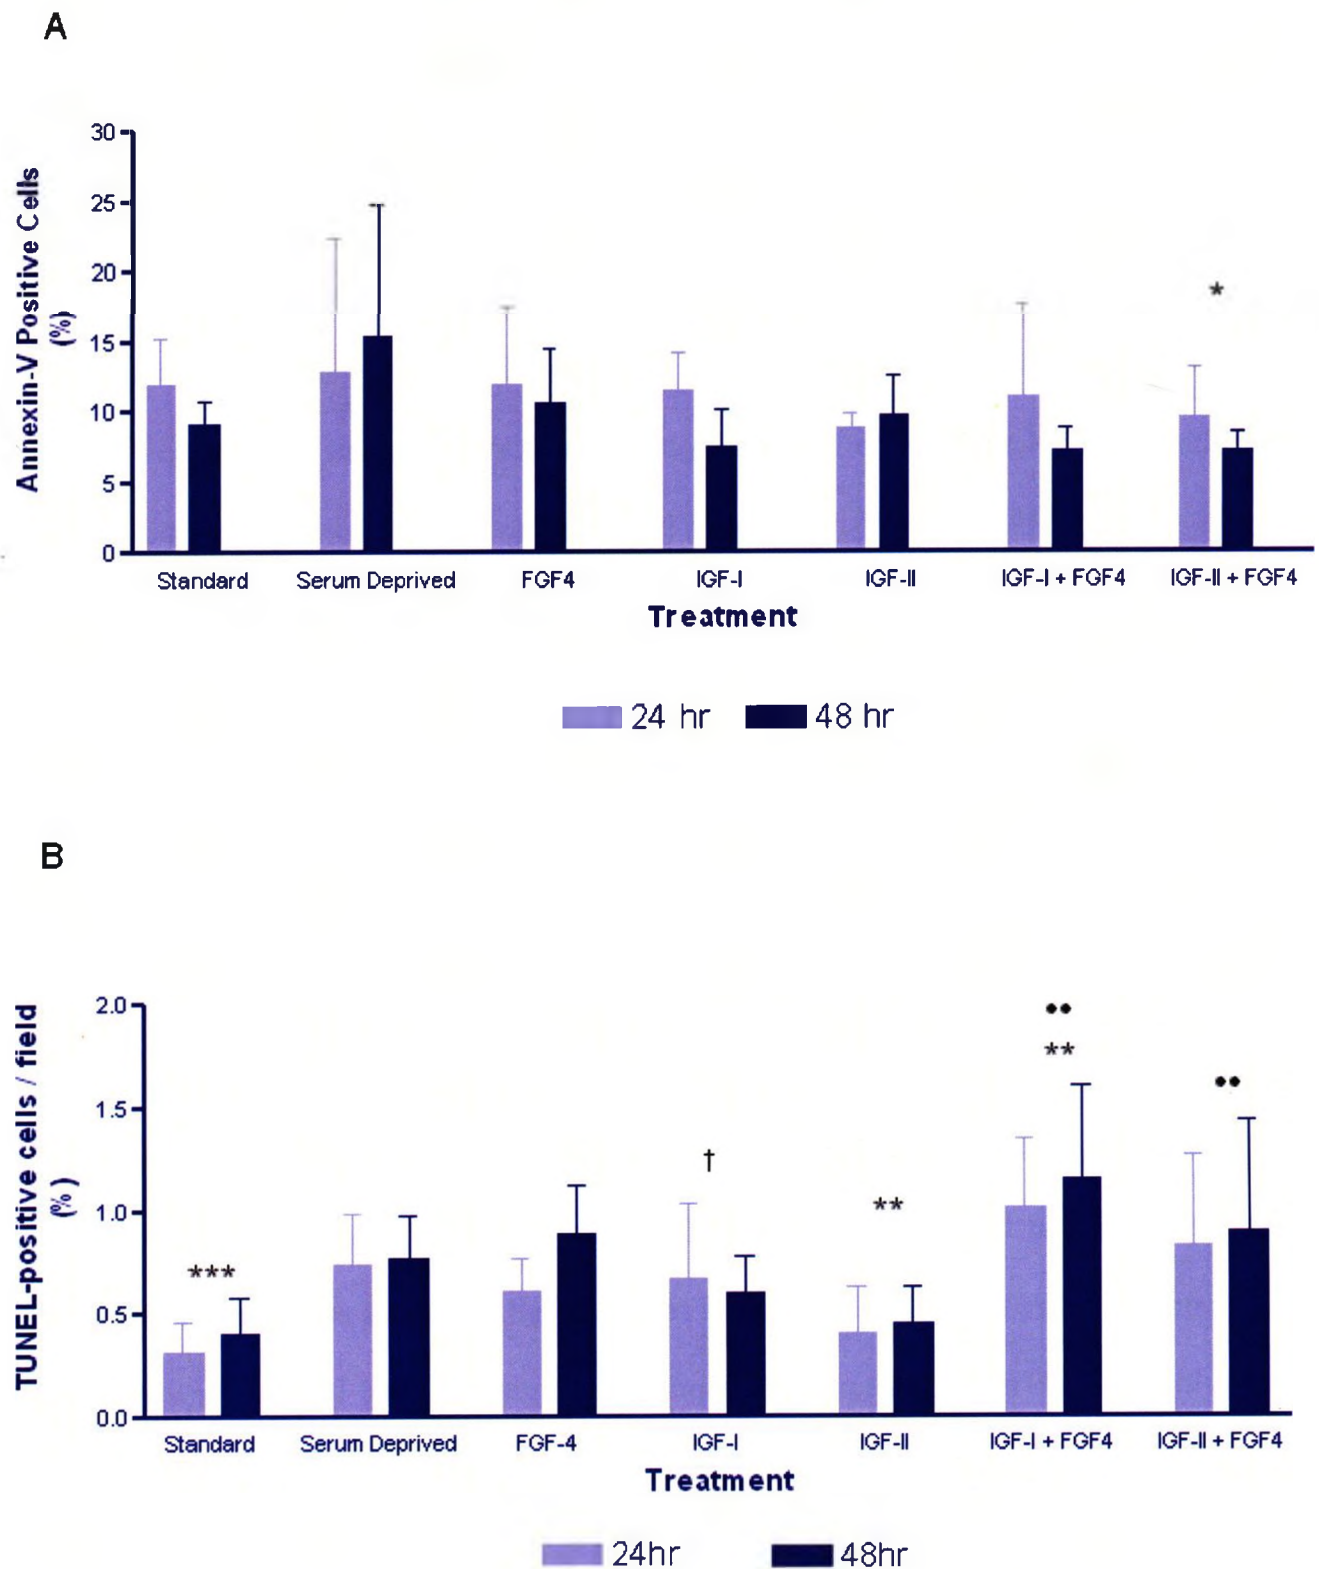 A
Annexin-V Positive Cells
(%)
30
25
20
15
10
5
0
*
Standard Serum Deprived FGF4 IGF-I IGF-II IGF-I + FGF4 IGF-II + FGF4
Treatment
24 hr 48 hr
B
TUNEL-positive cells / field
(%)
2.0
1.5
1.0
0.5
0.0
••
** ••
†
**
***
Standard Serum Deprived FGF-4 IGF-I IGF-II IGF-I + FGF4 IGF-II + FGF4
Treatment
24hr 48hr